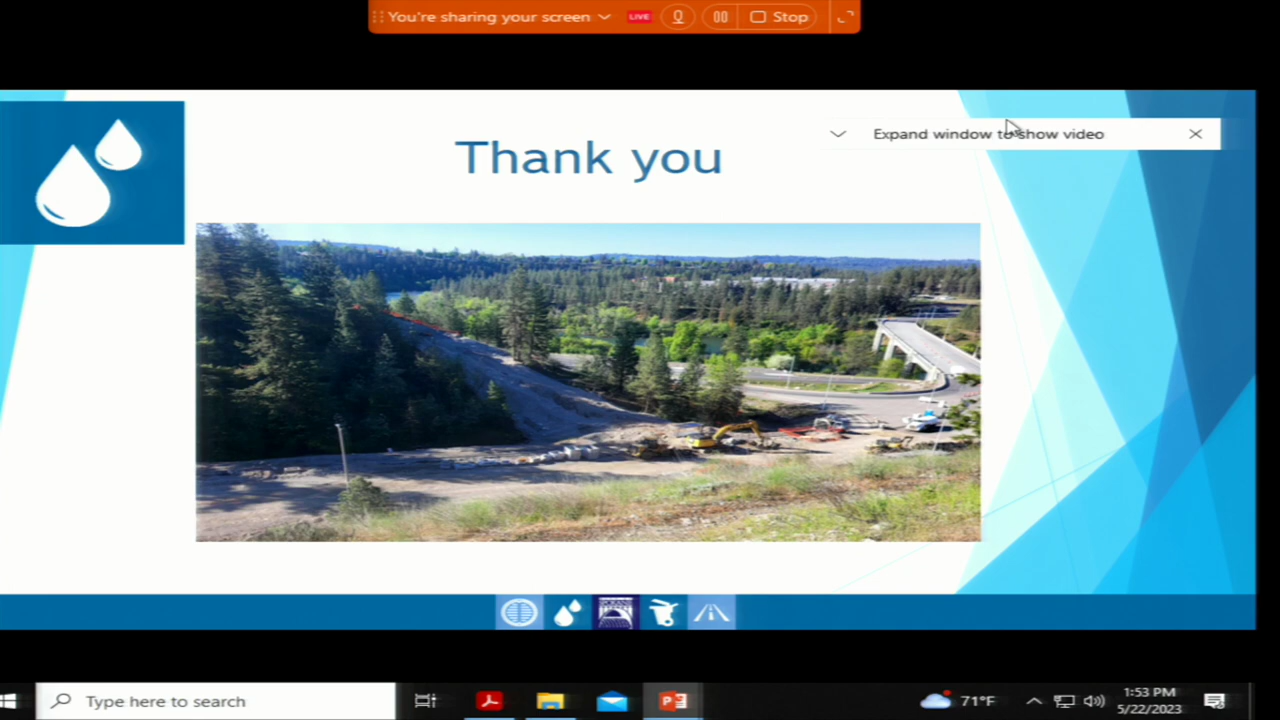 You're sharing your screen
LIVE
Stop
Expand window to show video
Thank you
Type here to search
71°F
1:53 PM
5/22/2023